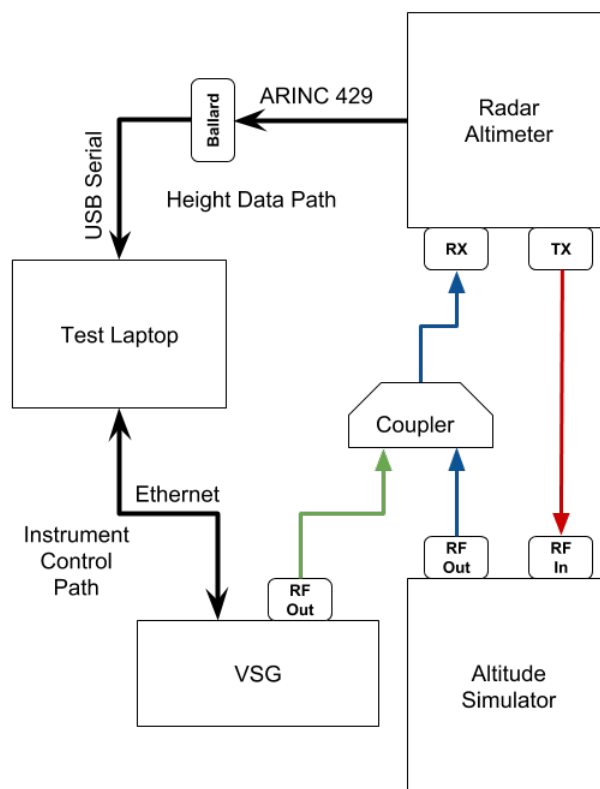 ARINC 429
Ballard
Radar
Altimeter
USB Serial
Height Data Path
RX
TX
Test Laptop
Coupler
Ethernet
Instrument
Control
Path
RF
Out
RF
Out
RF
In
VSG
Altitude
Simulator